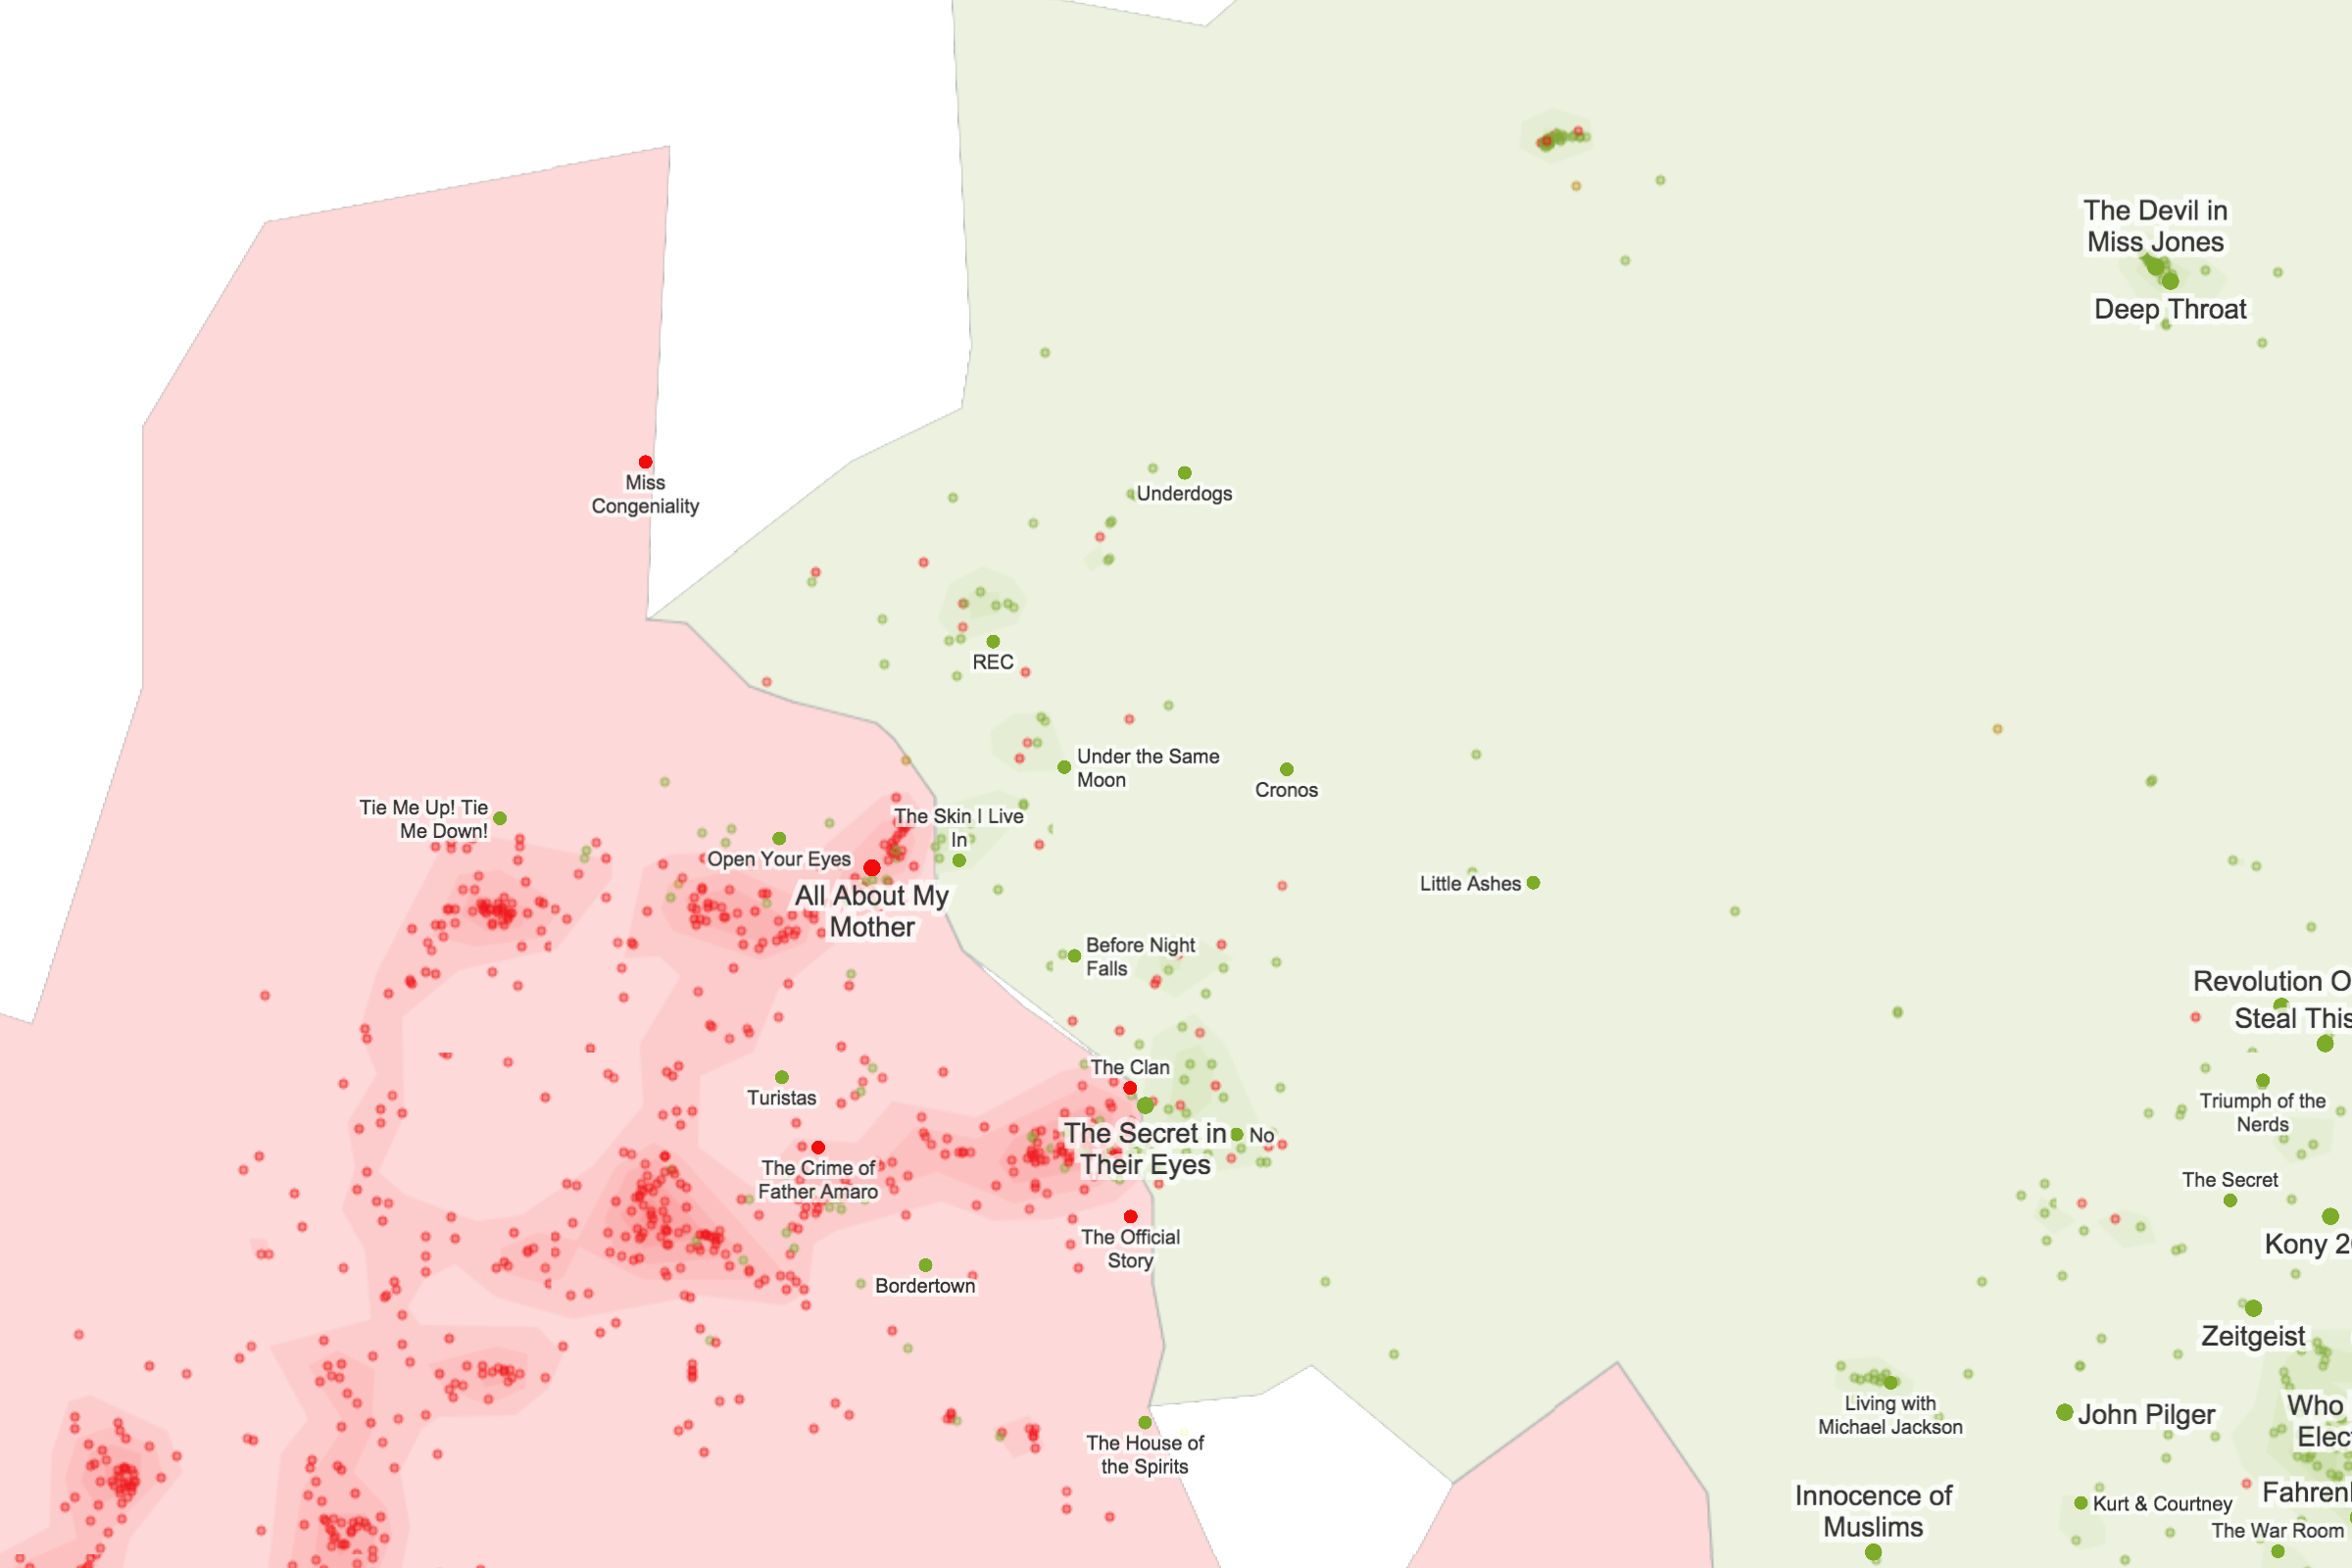 The Devil in
Miss Jones
Deep Throat
Miss
Congeniality
Underdogs
REC
Under the Same
Moon
Cronos
Tie Me Up! Tie
Me Down!
The Skin I Live
In
Open Your Eyes
All About My
Mother
Little Ashes
Before Night
Falls
Revolution O
Steal This
The Clan
Turistas
Triumph of the
Nerds
The Secret in
Their Eyes
No
The Crime of
Father Amaro
The Secret
The Official
Story
Kony 2
Bordertown
Zeitgeist
Living with
Michael Jackson
John Pilger
Who
Elec
The House of
the Spirits
Innocence of
Muslims
Kurt & Courtney
Fahrenh
The War Room